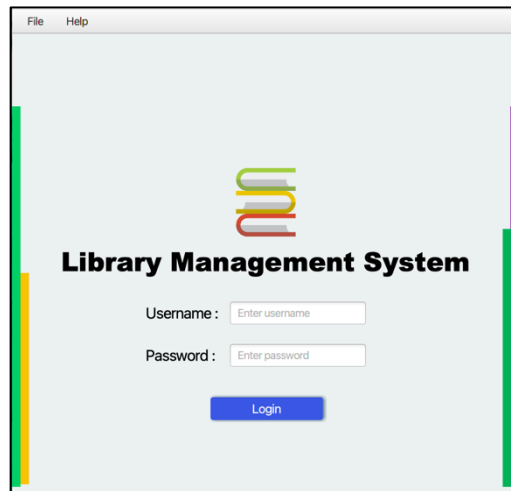 File Help
Library Management System
Username : Enter username
Password : Enter password
Login